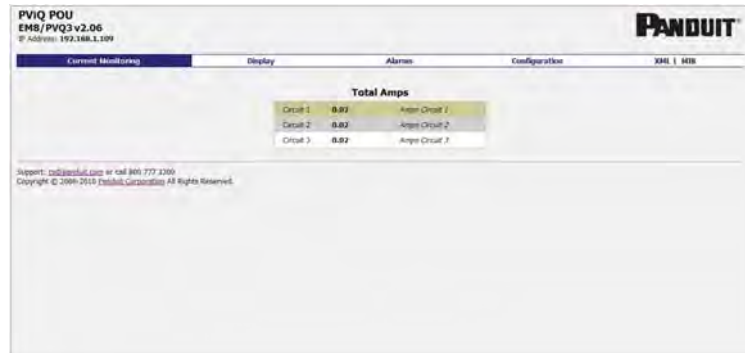 PViQ POU
EM8/PVQ3 v2.06
IP Address: 192.168.1.109
PANDUIT
Current Monitoring Display Alarms Configuration XML | MIB
Total Amps
Circuit 1 0.02 Amps Circuit 1
Circuit 2 0.02 Amps Circuit 2
Circuit 3 0.02 Amps Circuit 3
Support: or call 800 777 3300
Copyright © 2006-2010 Panduit Corporation All Rights Reserved.